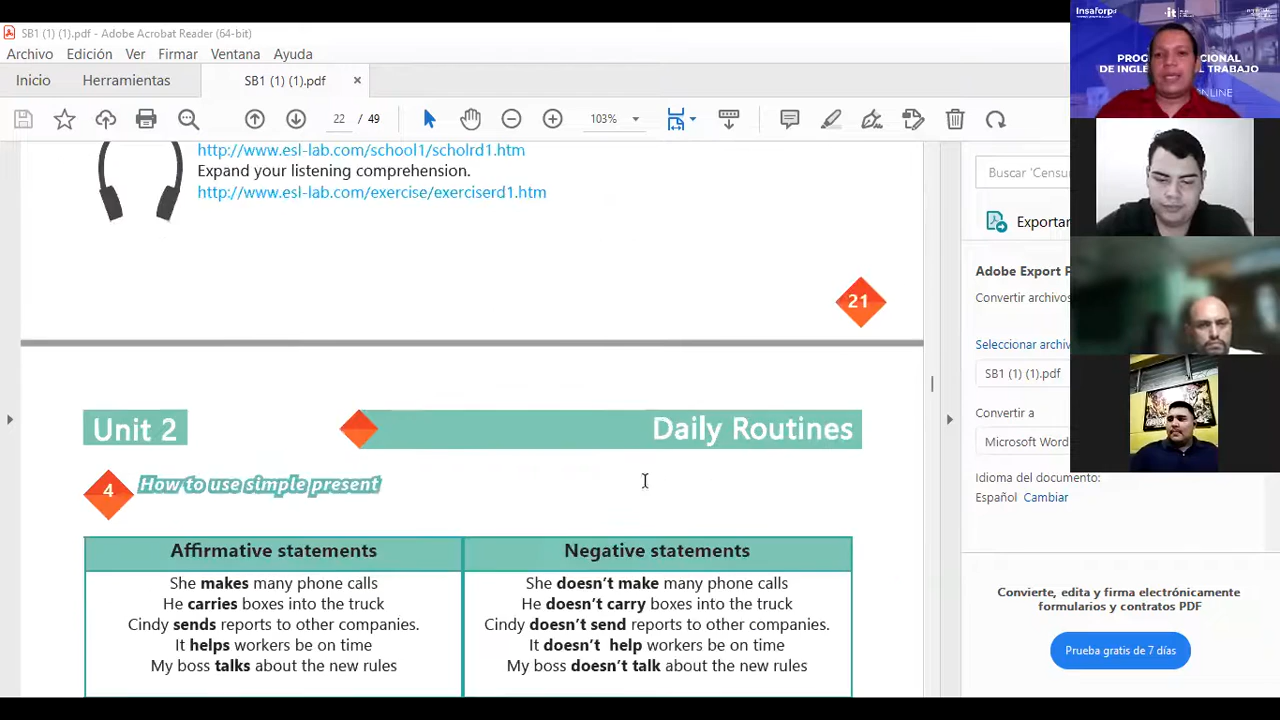 SB1 (1) (1).pdf - Adobe Acrobat Reader (64-bit)
Archivo Edición Ver Firmar Ventana Ayuda
Inicio Herramientas SB1 (1) (1).pdf ×
22 / 49 103%
http://www.esl-lab.com/school1/scholrd1.htm
Expand your listening comprehension.
http://www.esl-lab.com/exercise/exerciserd1.htm
21
Unit 2 Daily Routines
4 How to use simple present
Affirmative statements Negative statements
She makes many phone calls She doesn't make many phone calls
He carries boxes into the truck He doesn't carry boxes into the truck
Cindy sends reports to other companies. Cindy doesn't send reports to other companies.
It helps workers be on time It doesn't help workers be on time
My boss talks about the new rules My boss doesn't talk about the new rules
Buscar 'Censu
Exportar
Adobe Export P
Convertir archivos
Seleccionar archiv
SB1 (1) (1).pdf
Convertir a
Microsoft Word
Idioma del documento:
Español Cambiar
Convierte, edita y firma electrónicamente
formularios y contratos PDF
Prueba gratis de 7 días
Insaforp
it
PROG CIONAL
DE INGLÉ L TRABAJO
ONLINE